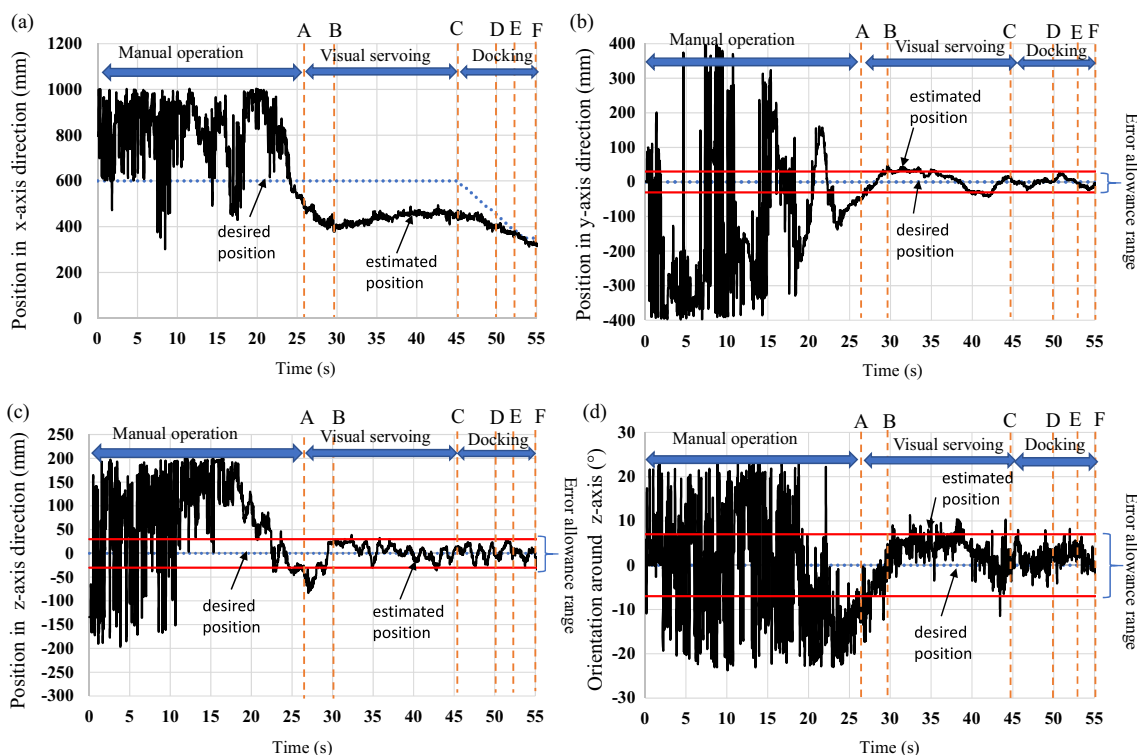 (a)
A B C D E F
Manual operation Visual servoing Docking
Position in x-axis direction (mm)
1200
1000
800
600
400
200
0
desired
position
estimated
position
0 5 10 15 20 25 30 35 40 45 50 55
Time (s)
(b)
A B C D E F
Manual operation Visual servoing Docking
Position in y-axis direction (mm)
400
300
200
100
0
-100
-200
-300
-400
estimated
position
desired
position
Error allowance range
0 5 10 15 20 25 30 35 40 45 50 55
Time (s)
(c)
A B C D E F
Manual operation Visual servoing Docking
Position in z-axis direction (mm)
250
200
150
100
50
0
-50
-100
-150
-200
-250
-300
desired
position
estimated
position
Error allowance range
0 5 10 15 20 25 30 35 40 45 50 55
Time (s)
(d)
A B C D E F
Manual operation Visual servoing Docking
Orientation around z-axis (°)
30
20
10
0
-10
-20
-30
estimated
position
desired
position
Error allowance range
0 5 10 15 20 25 30 35 40 45 50 55
Time (s)